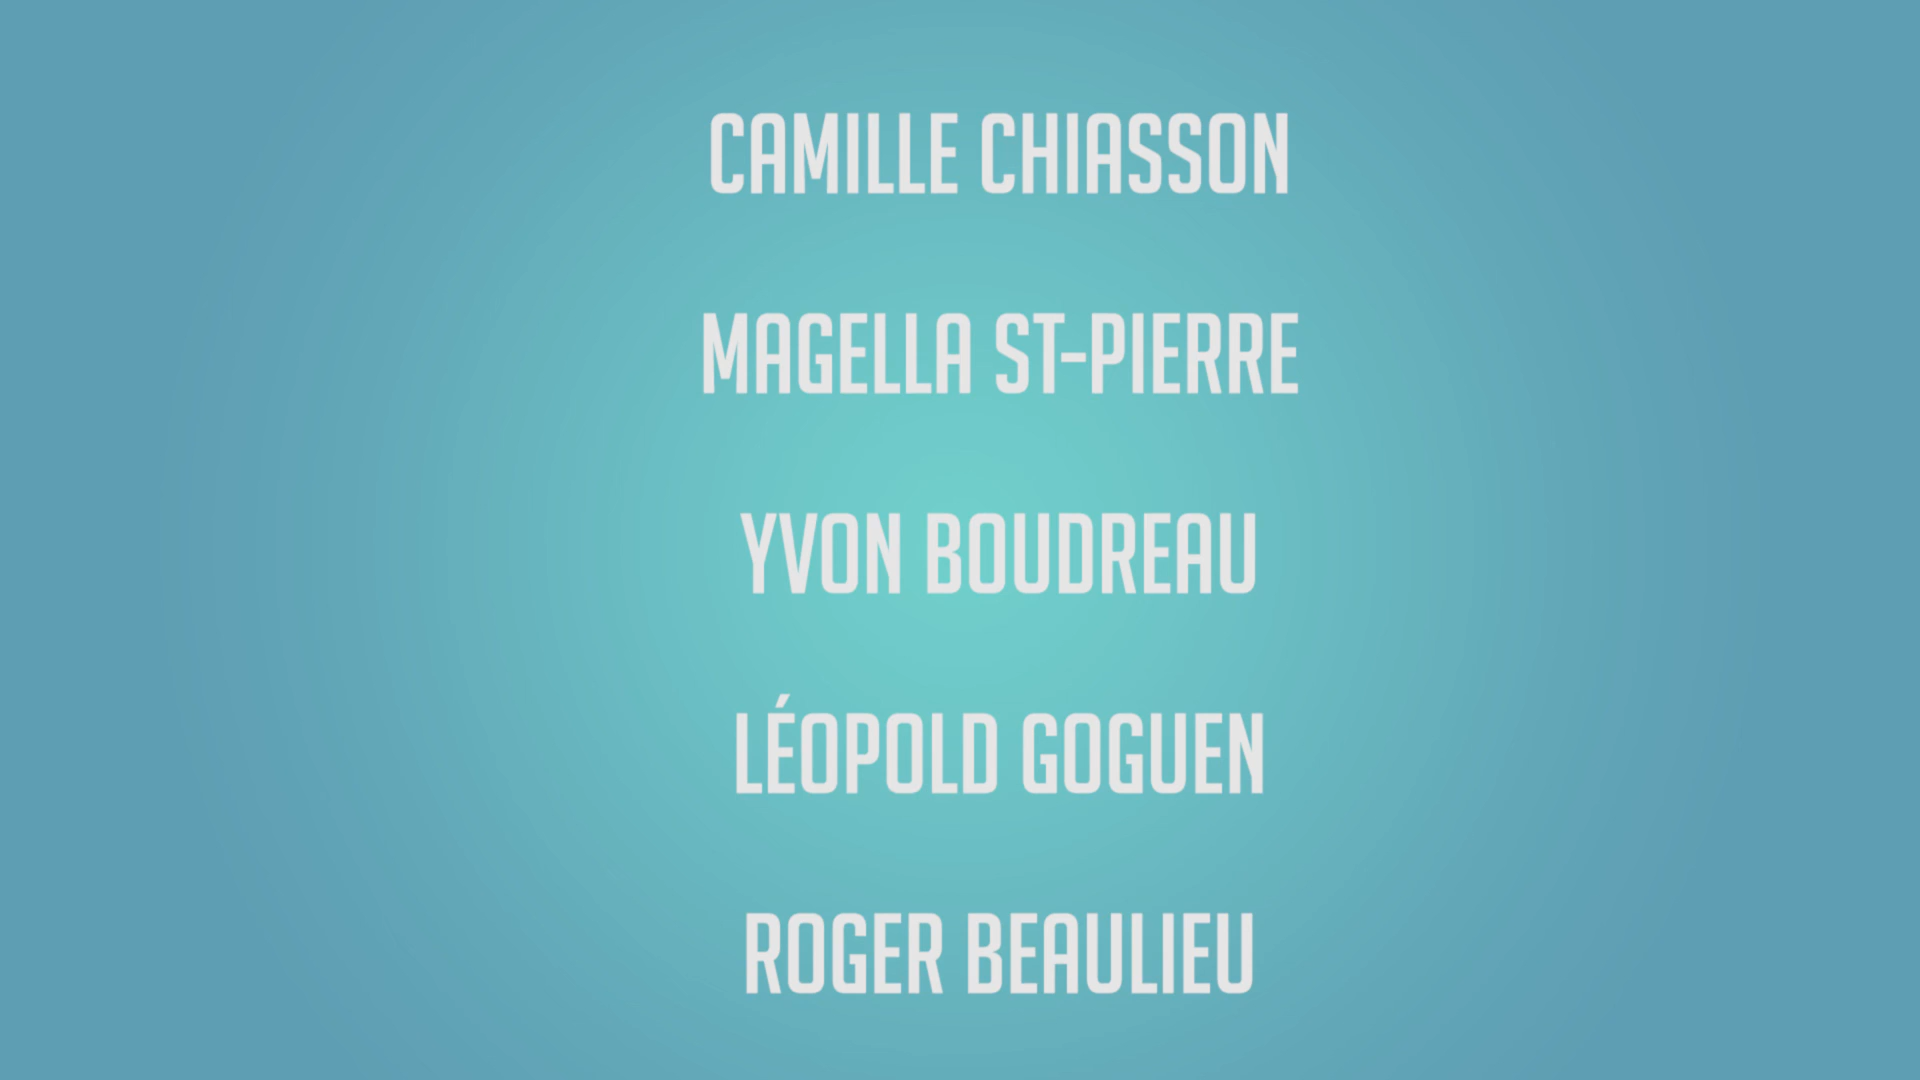 CAMILLE CHIASSON
MAGELLA ST-PIERRE
YVON BOUDREAU
LÉOPOLD GOGUEN
ROGER BEAULIEU